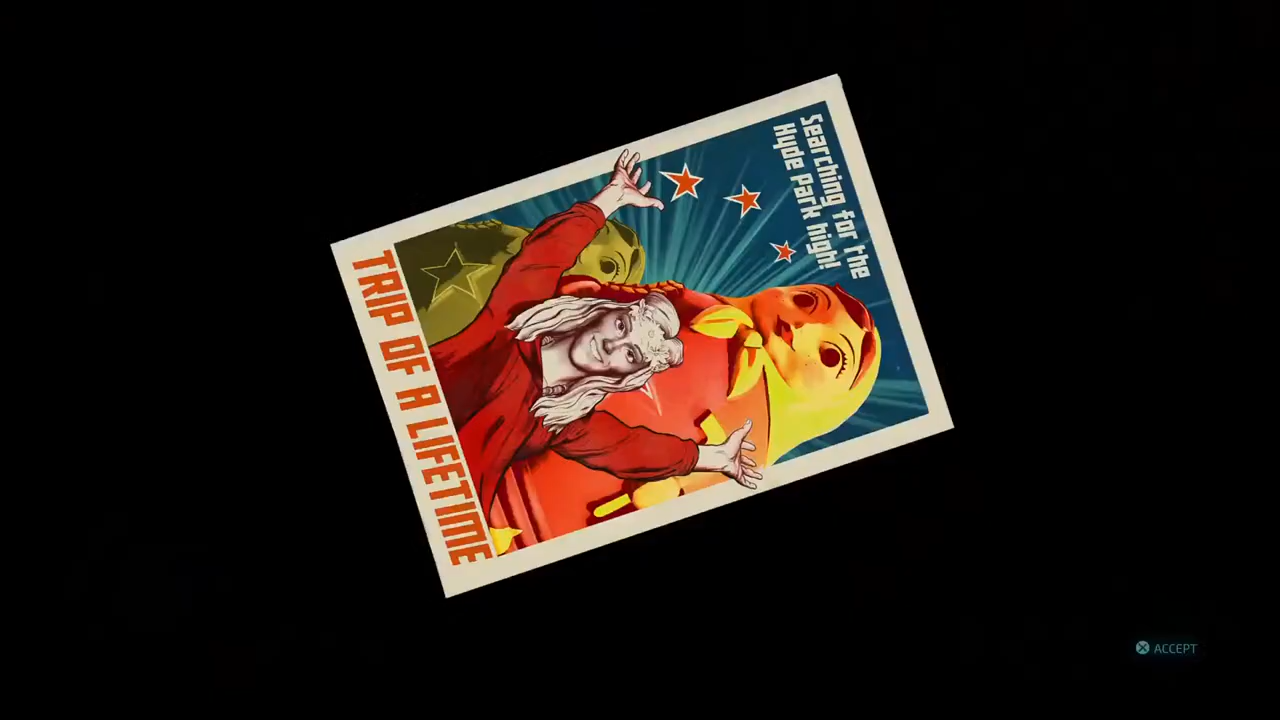 Searching for the
Hyde Park high!
TRIP OF A LIFETIME
ACCEPT